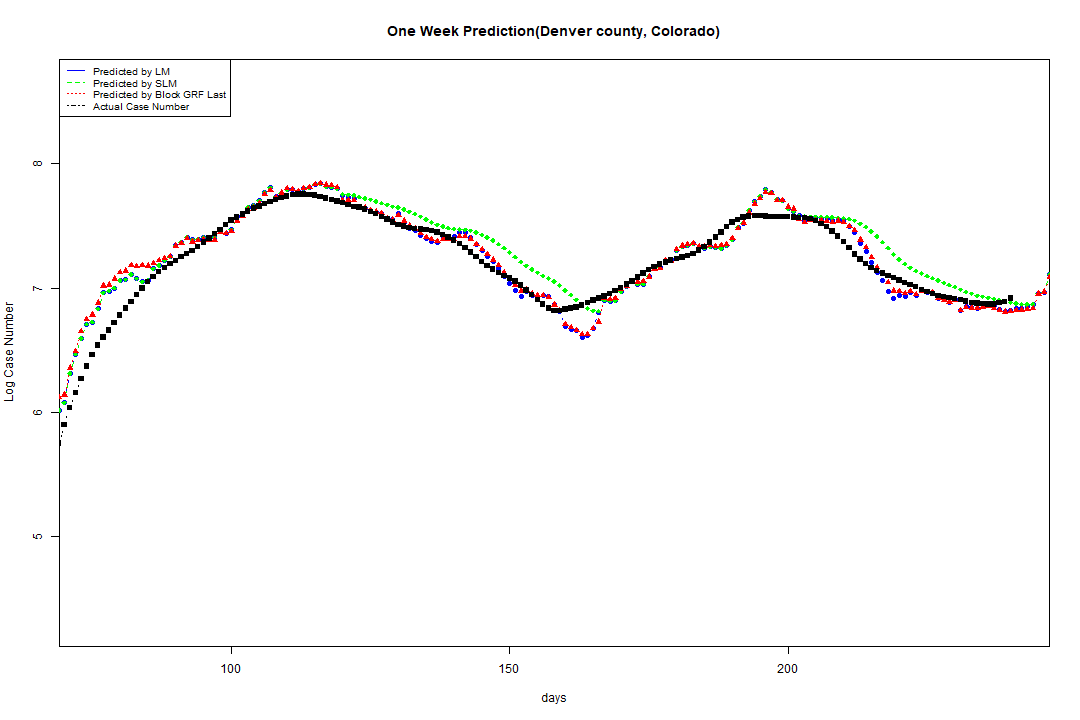 One Week Prediction(Denver county, Colorado)
Predicted by LM
Predicted by SLM
Predicted by Block GRF Last
Actual Case Number
8
7
6
5
Log Case Number
100 150 200
days